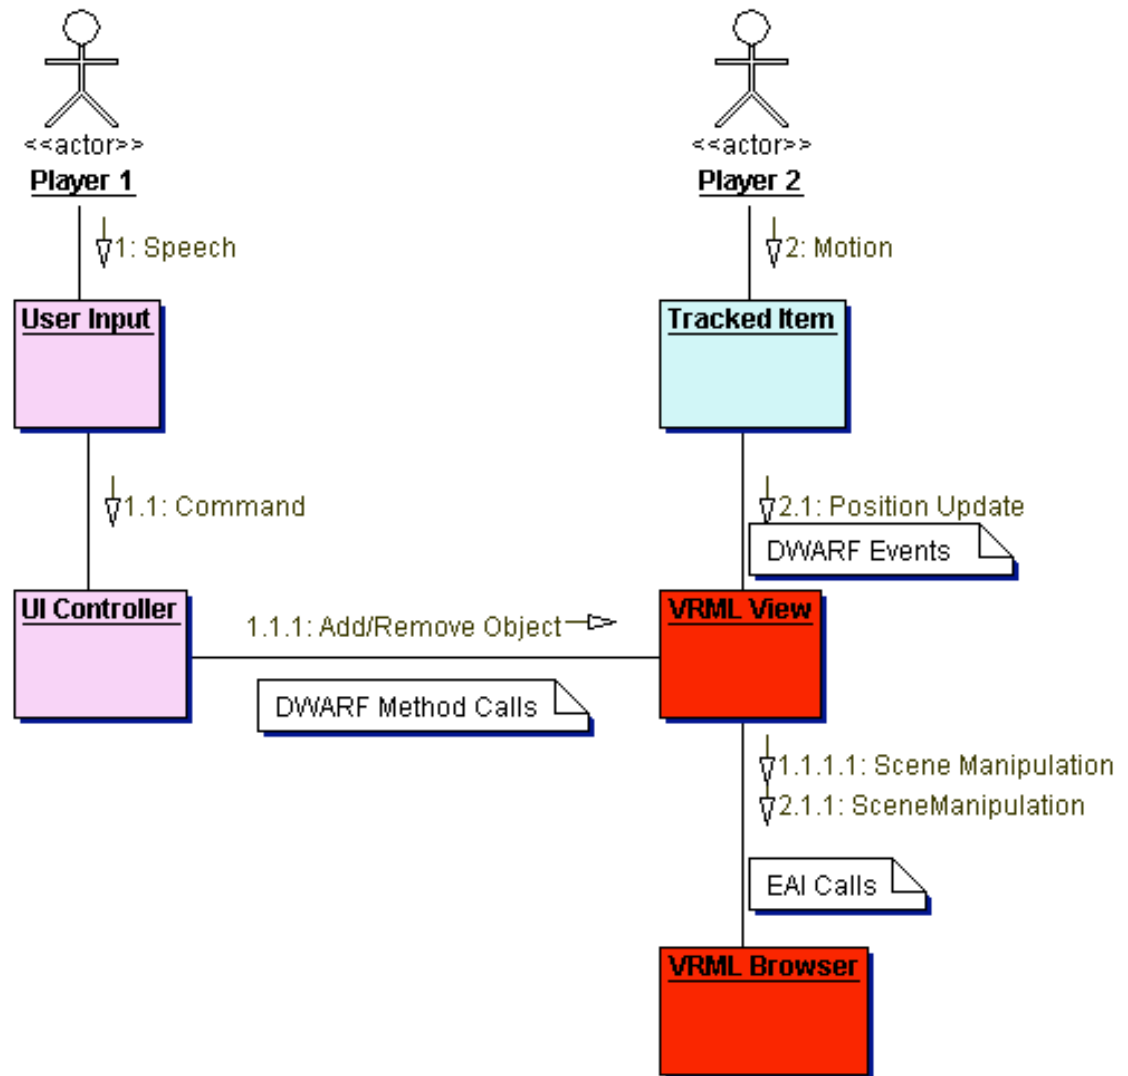 <<actor>>
Player 1
<<actor>>
Player 2
1: Speech
2: Motion
User Input
Tracked Item
1.1: Command
2.1: Position Update
DWARF Events
UI Controller
1.1.1: Add/Remove Object
VRML View
DWARF Method Calls
1.1.1.1: Scene Manipulation
2.1.1: SceneManipulation
EAI Calls
VRML Browser